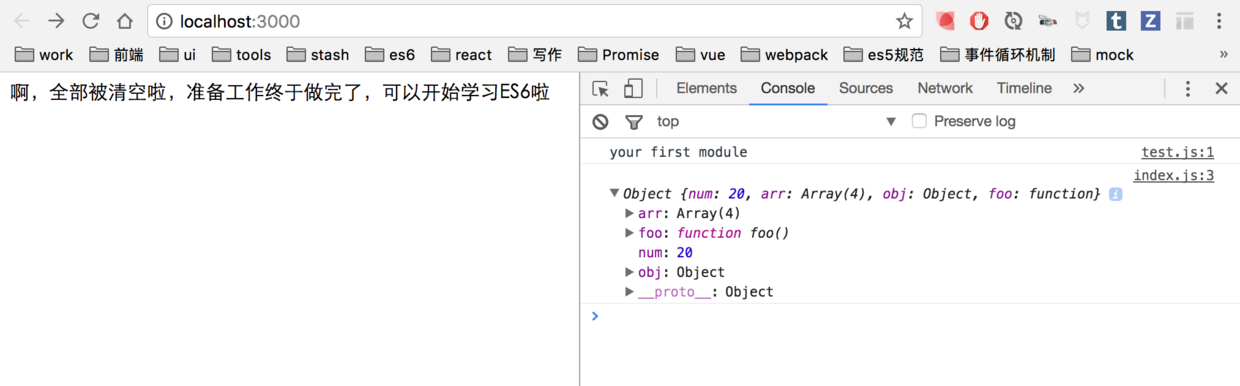 localhost:3000
work 前端 ui tools stash es6 react 写作 Promise vue webpack es5规范 事件循环机制 mock »
啊，全部被清空啦，准备工作终于做完了，可以开始学习ES6啦
Elements Console Sources Network Timeline »
top Preserve log
your first module test.js:1
index.js:3
Object {num: 20, arr: Array(4), obj: Object, foo: function} i
arr: Array(4)
foo: function foo()
num: 20
obj: Object
__proto__: Object
>